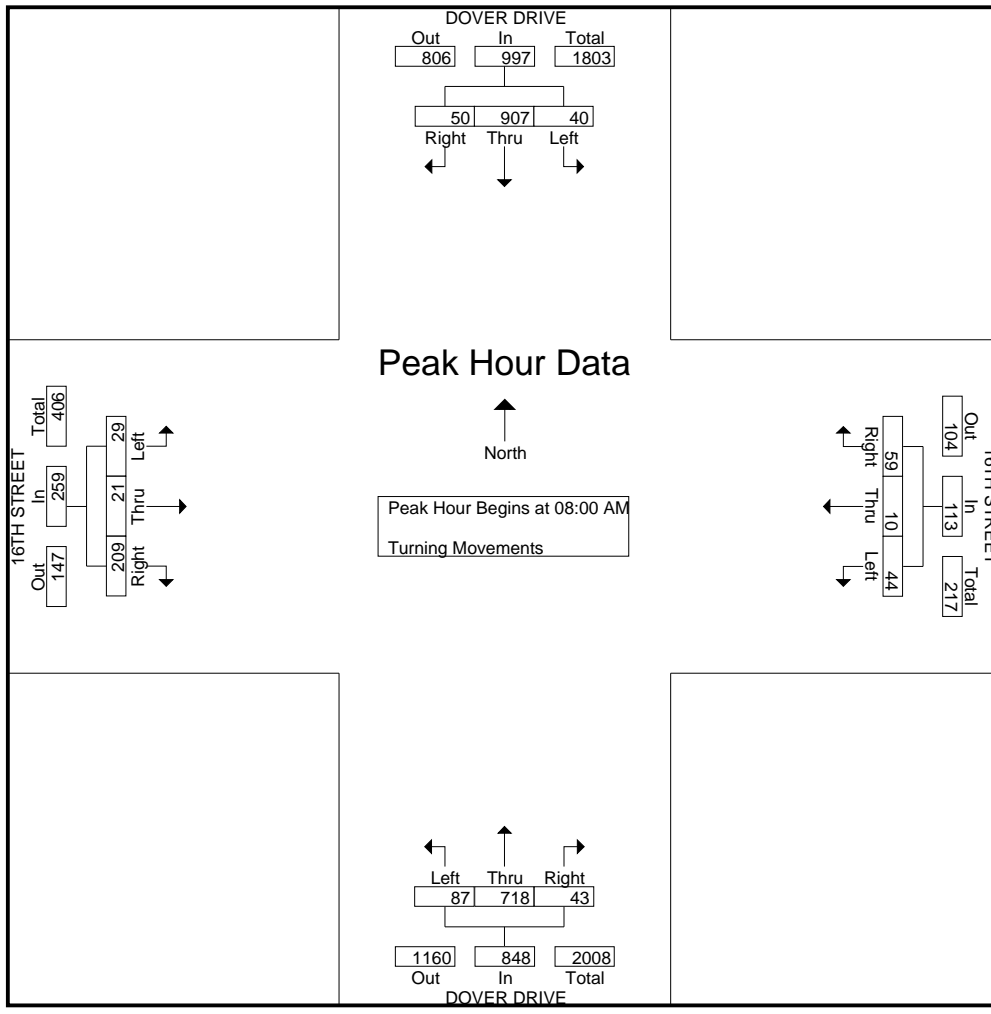 DOVER DRIVE
Out In Total
806 997 1803
50 907 40
Right Thru Left
Peak Hour Data
North
Peak Hour Begins at 08:00 AM
Turning Movements
16TH STREET
Out In Total
147 259 406
Right Thru Left
209 21 29
Out In Total
104 113 217
Right Thru Left
59 10 44
16TH STREET
Left Thru Right
87 718 43
1160 848 2008
Out In Total
DOVER DRIVE